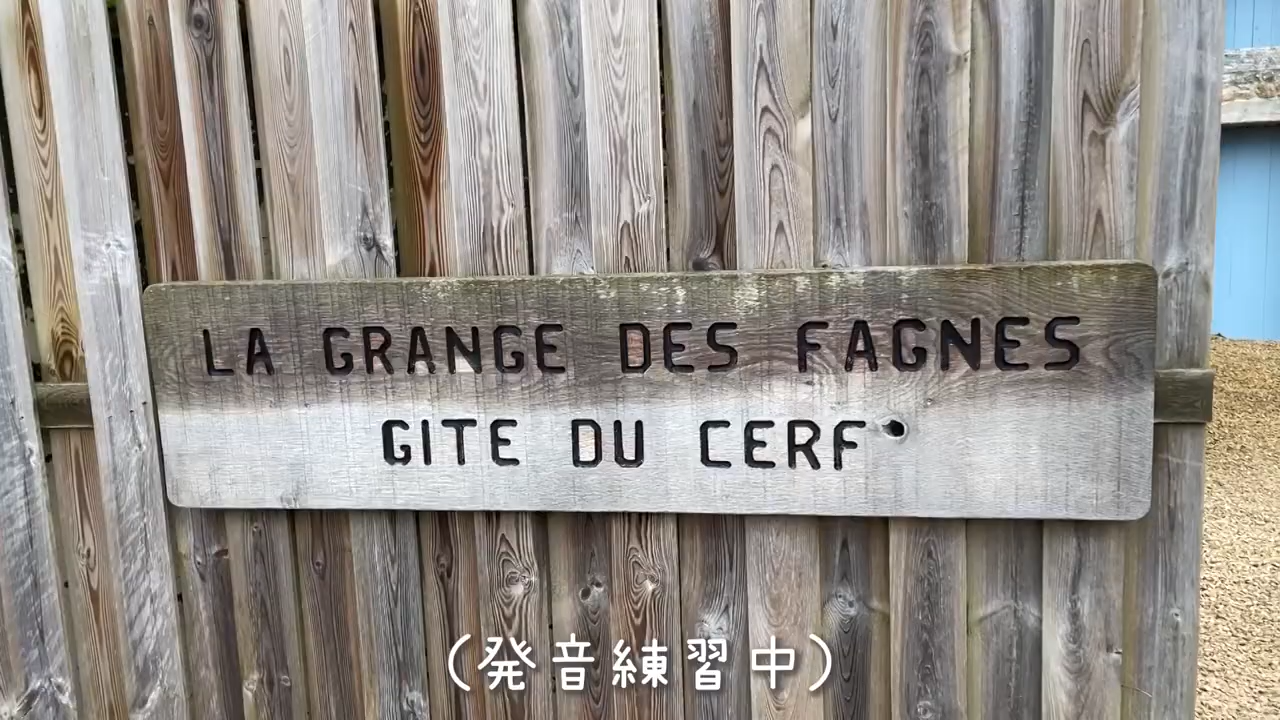 LA GRANGE DES FAGNES
GITE DU CERF
(発音練習中)